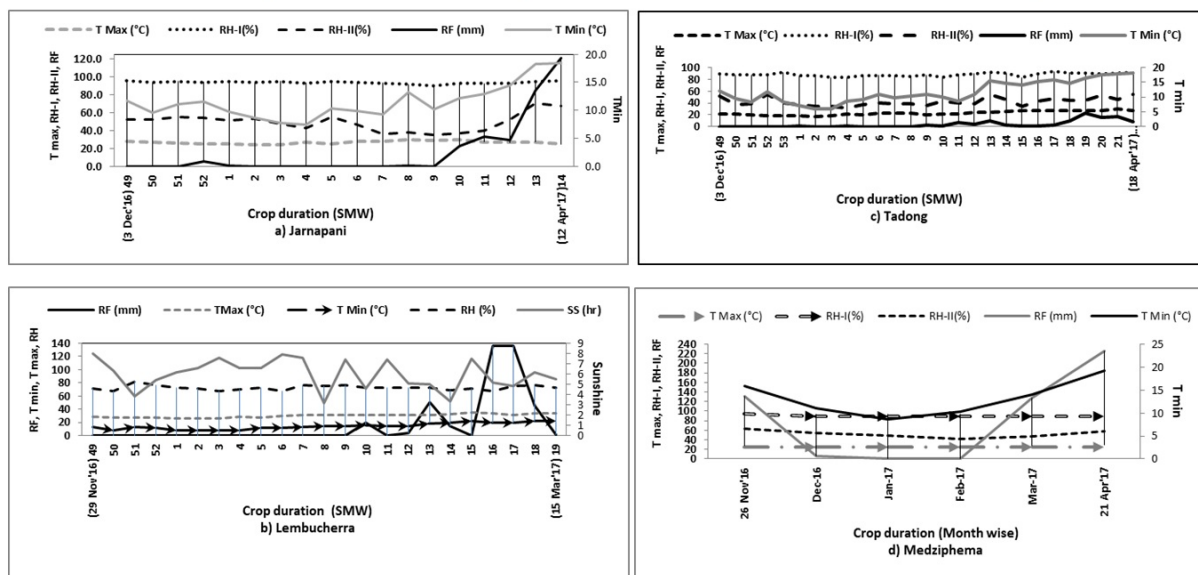 T Max (°C) RH-I(%) RH-II(%) RF (mm) T Min (°C)
T max, RH-I, RH-II, RF
120.0
100.0
80.0
60.0
40.0
20.0
0.0
20.0
15.0
10.0
5.0
0.0
TMin
(3 Dec'16) 49 50 51 52 1 2 3 4 5 6 7 8 9 10 11 12 13 (12 Apr'17)14
Crop duration (SMW)
a) Jarnapani
T Max (°C) RH-I(%) RH-II(%) RF (mm) T Min (°C)
T max, RH-I, RH-II, RF
100
80
60
40
20
0
20
15
10
5
0
T min
(3 Dec'16) 49 50 51 52 53 1 2 3 4 5 6 7 8 9 10 11 12 13 14 15 16 17 18 19 20 21 (18 Apr'17)...
Crop duration (SMW)
c) Tadong
RF (mm) TMax (°C) T Min (°C) RH (%) SS (hr)
RF, T min, T max, RH
140
120
100
80
60
40
20
0
9
8
7
6
5
4
3
2
1
0
Sunshine
(29 Nov'16) 49 50 51 52 1 2 3 4 5 6 7 8 9 10 11 12 13 14 15 16 17 18 (15 Mar'17) 19
Crop duration (SMW)
b) Lembucherra
T Max (°C) RH-I(%) RH-II(%) RF (mm) T Min (°C)
T max, RH-I, RH-II, RF
240
220
200
180
160
140
120
100
80
60
40
20
0
25
20
15
10
5
0
T min
26 Nov'16 Dec-16 Jan-17 Feb-17 Mar-17 21 Apr'17
Crop duration (Month wise)
d) Medziphema